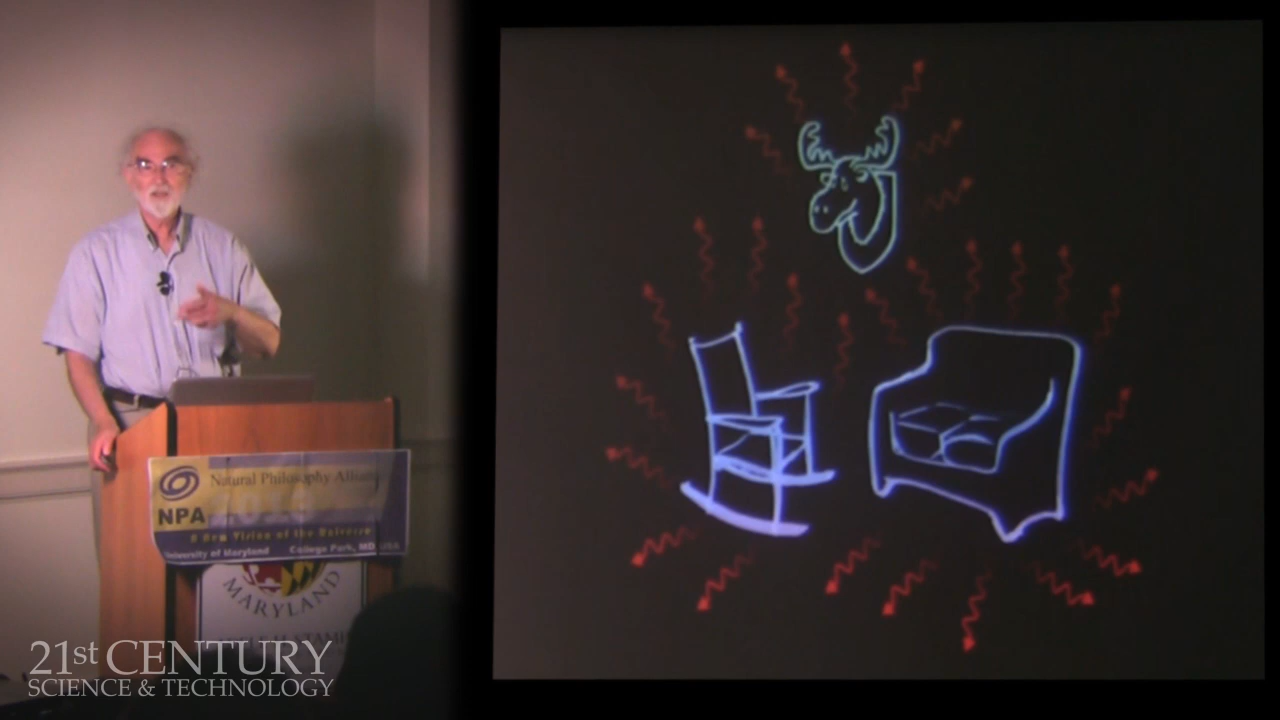 Natural Philosophy Alliance
NPA
A New Vision of the Universe
University of Maryland College Park, MD USA
MARYLAND
21st CENTURY
SCIENCE & TECHNOLOGY